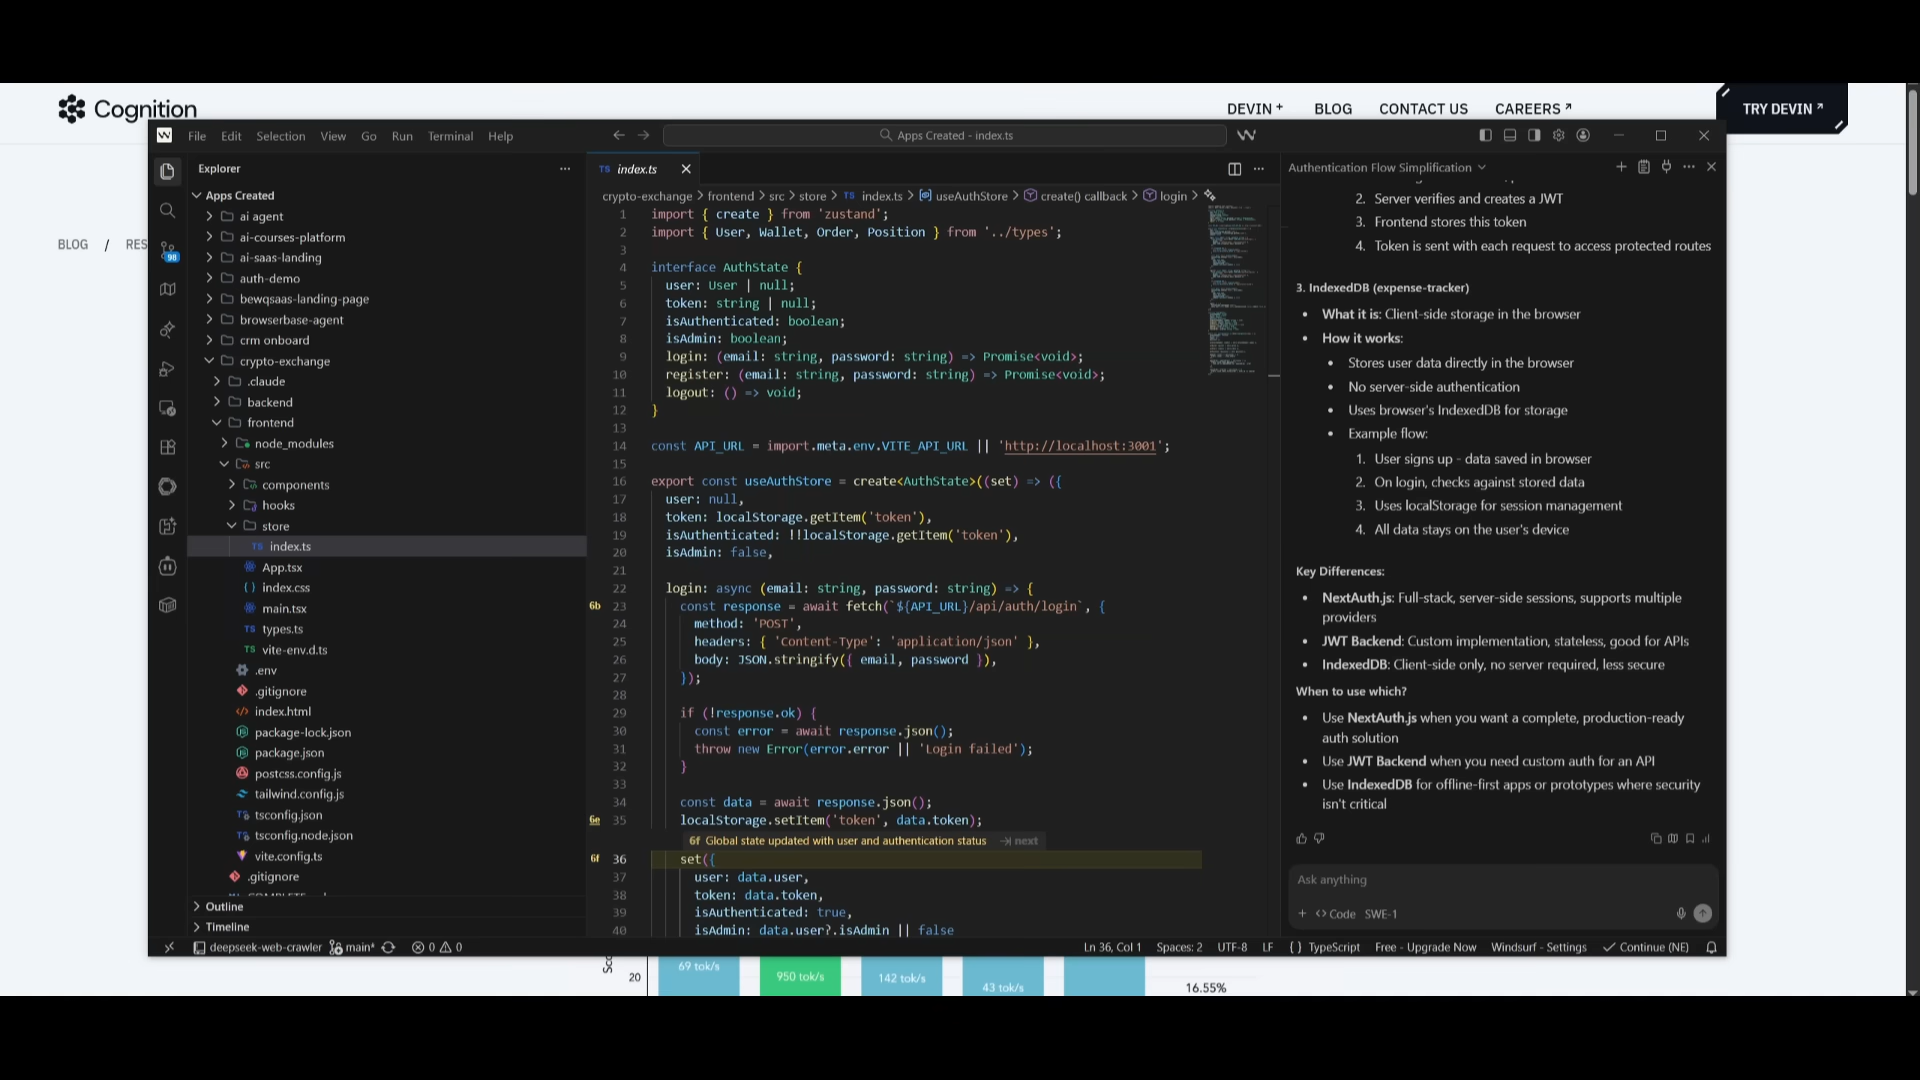 Cognition
DEVIN +
BLOG
CONTACT US
CAREERS ↗
TRY DEVIN ↗
BLOG / RES
File Edit Selection View Go Run Terminal Help
Apps Created - index.ts
Explorer
Apps Created
ai agent
ai-courses-platform
ai-saas-landing
auth-demo
bewqsaas-landing-page
browserbase-agent
crm onboard
crypto-exchange
.claude
backend
frontend
node_modules
src
components
hooks
store
TS index.ts
App.tsx
{} index.css
main.tsx
TS types.ts
TS vite-env.d.ts
.env
.gitignore
index.html
package-lock.json
package.json
postcss.config.js
tailwind.config.js
tsconfig.json
tsconfig.node.json
vite.config.ts
.gitignore
Outline
Timeline
98
TS index.ts
crypto-exchange > frontend > src > store > TS index.ts > useAuthStore > create() callback > login >
1 import { create } from 'zustand';
2 import { User, Wallet, Order, Position } from '../types';
3
4 interface AuthState {
5 user: User | null;
6 token: string | null;
7 isAuthenticated: boolean;
8 isAdmin: boolean;
9 login: (email: string, password: string) => Promise<void>;
10 register: (email: string, password: string) => Promise<void>;
11 logout: () => void;
12 }
13
14 const API_URL = import.meta.env.VITE_API_URL || 'http://localhost:3001';
15
16 export const useAuthStore = create<AuthState>((set) => ({
17 user: null,
18 token: localStorage.getItem('token'),
19 isAuthenticated: !!localStorage.getItem('token'),
20 isAdmin: false,
21
22 login: async (email: string, password: string) => {
6b 23 const response = await fetch(`${API_URL}/api/auth/login`, {
24 method: 'POST',
25 headers: { 'Content-Type': 'application/json' },
26 body: JSON.stringify({ email, password }),
27 });
28
29 if (!response.ok) {
30 const error = await response.json();
31 throw new Error(error.error || 'Login failed');
32 }
33
34 const data = await response.json();
6e 35 localStorage.setItem('token', data.token);
6f Global state updated with user and authentication status next
6f 36 set({
37 user: data.user,
38 token: data.token,
39 isAuthenticated: true,
40 isAdmin: data.user?.isAdmin || false
Authentication Flow Simplification
2. Server verifies and creates a JWT
3. Frontend stores this token
4. Token is sent with each request to access protected routes
3. IndexedDB (expense-tracker)
• What it is: Client-side storage in the browser
• How it works:
• Stores user data directly in the browser
• No server-side authentication
• Uses browser's IndexedDB for storage
• Example flow:
1. User signs up - data saved in browser
2. On login, checks against stored data
3. Uses localStorage for session management
4. All data stays on the user's device
Key Differences:
• NextAuth.js: Full-stack, server-side sessions, supports multiple
providers
• JWT Backend: Custom implementation, stateless, good for APIs
• IndexedDB: Client-side only, no server required, less secure
When to use which?
• Use NextAuth.js when you want a complete, production-ready
auth solution
• Use JWT Backend when you need custom auth for an API
• Use IndexedDB for offline-first apps or prototypes where security
isn't critical
Ask anything
+ <> Code SWE-1
deepseek-web-crawler main* 0 0
Ln 36, Col 1 Spaces: 2 UTF-8 LF {} TypeScript Free - Upgrade Now Windsurf - Settings Continue (NE)
20
69 tok/s
950 tok/s
142 tok/s
43 tok/s
16.55%